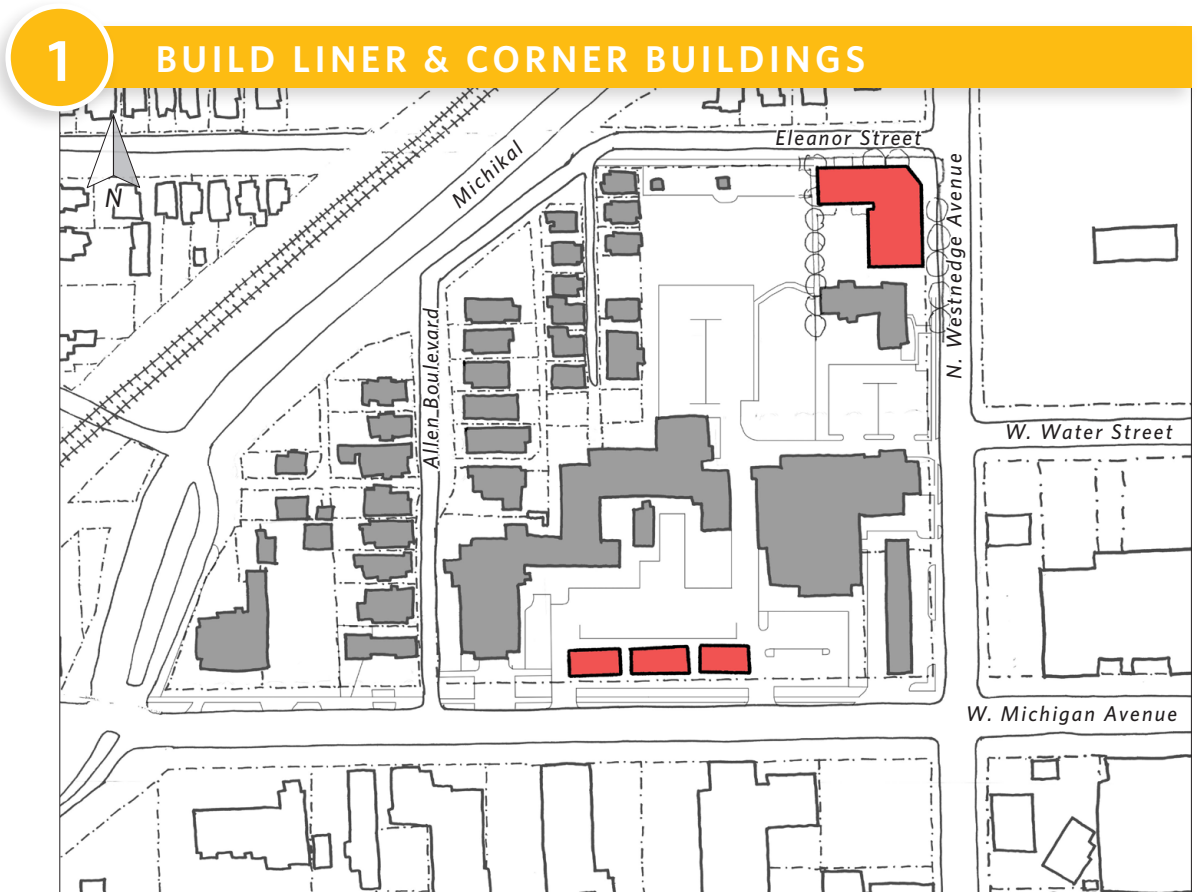 1
BUILD LINER & CORNER BUILDINGS
Eleanor Street
Michikal
N
N. Westnedge Avenue
Allen Boulevard
W. Water Street
W. Michigan Avenue